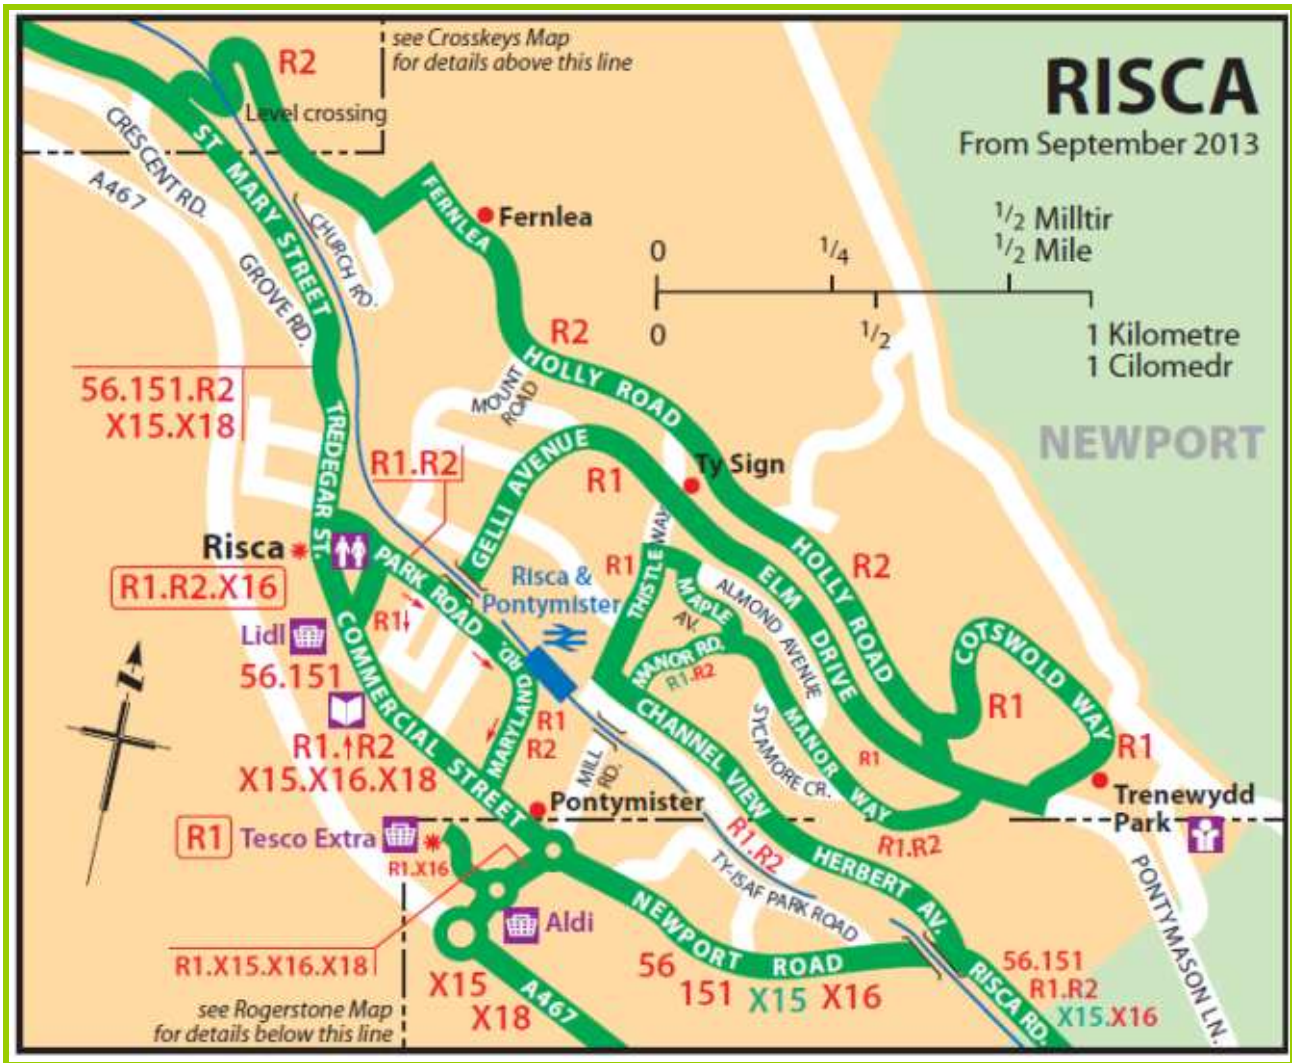 see Crosskeys Map
for details above this line
R2
RISCA
Level crossing
From September 2013
CRESCENT RD.
ST MARY STREET
A467
FERNLEA
Fernlea
CHURCH RD.
GROVE RD.
1/2 Milltir
0 1/4 1/2 Mile
0 1/2 1 Kilometre
1 Cilomedr
R2
HOLLY ROAD
MOUNT
ROAD
56.151.R2
X15.X18
TREDEGAR ST.
NEWPORT
R1.R2
GELLI AVENUE
R1
Ty Sign
THISTLE WAY
Risca
R1.R2.X16
PARK ROAD
Risca &
Pontymister
R1
HOLLY ROAD
R2
ELM DRIVE
MAPLE
AV.
ALMOND AVENUE
R1
Lidl
56.151
COMMERCIAL STREET
MANOR RD.
R1.R2
COTSWOLD WAY
R1
R1
MARYLAND RD.
R1
R2
R1.R2
X15.X16.X18
CHANNEL VIEW
SYCAMORE CR.
MANOR WAY
R1
MILL
RD.
Pontymister
Trenewydd
Park
R1
Tesco Extra
R1.X16
R1.R2
R1.R2
HERBERT AV.
TY-ISAF PARK ROAD
PONTYMASON LN.
Aldi
NEWPORT ROAD
R1.X15.X16.X18
56
151 X15 X16
56.151
R1.R2
X15.X16
RISCA RD.
X15
X18
A467
see Rogerstone Map
for details below this line